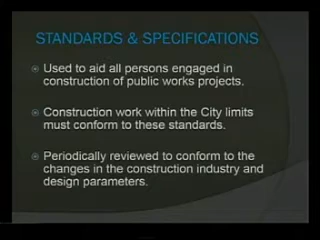 STANDARDS & SPECIFICATIONS
Used to aid all persons engaged in
construction of public works projects.
Construction work within the City limits
must conform to these standards.
Periodically reviewed to conform to the
changes in the construction industry and
design parameters.